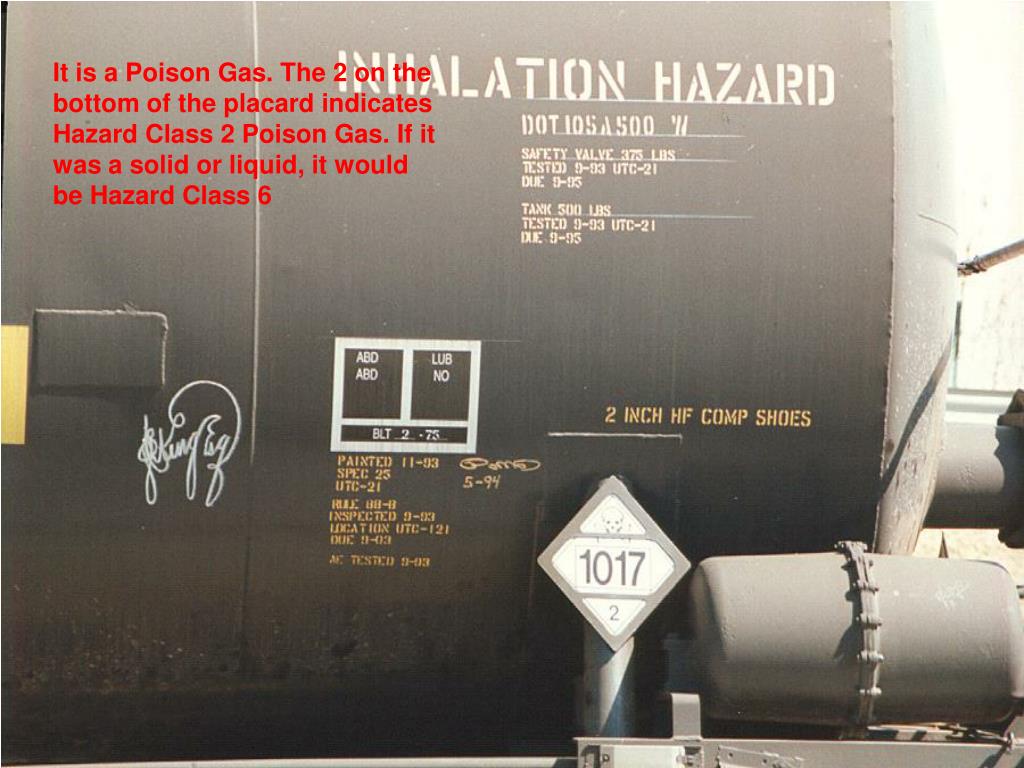 It is a Poison Gas. The 2 on the
bottom of the placard indicates
Hazard Class 2 Poison Gas. If it
was a solid or liquid, it would
be Hazard Class 6
INHALATION HAZARD
DOT 105A500 W
SAFETY VALVE 375 LBS
TESTED 9-93 UTC-21
DUE 9-95
TANK 500 LBS
TESTED 9-93 UTC-21
DUE 9-95
ABD
ABD
LUB
NO
BLT 2 -75
2 INCH HF COMP SHOES
PAINTED 11-93
SPEC 25
UTC-21
5-94
RULE 88-B
INSPECTED 9-93
LOCATION UTC-121
DUE 9-03
TESTED 9-93
1017
2